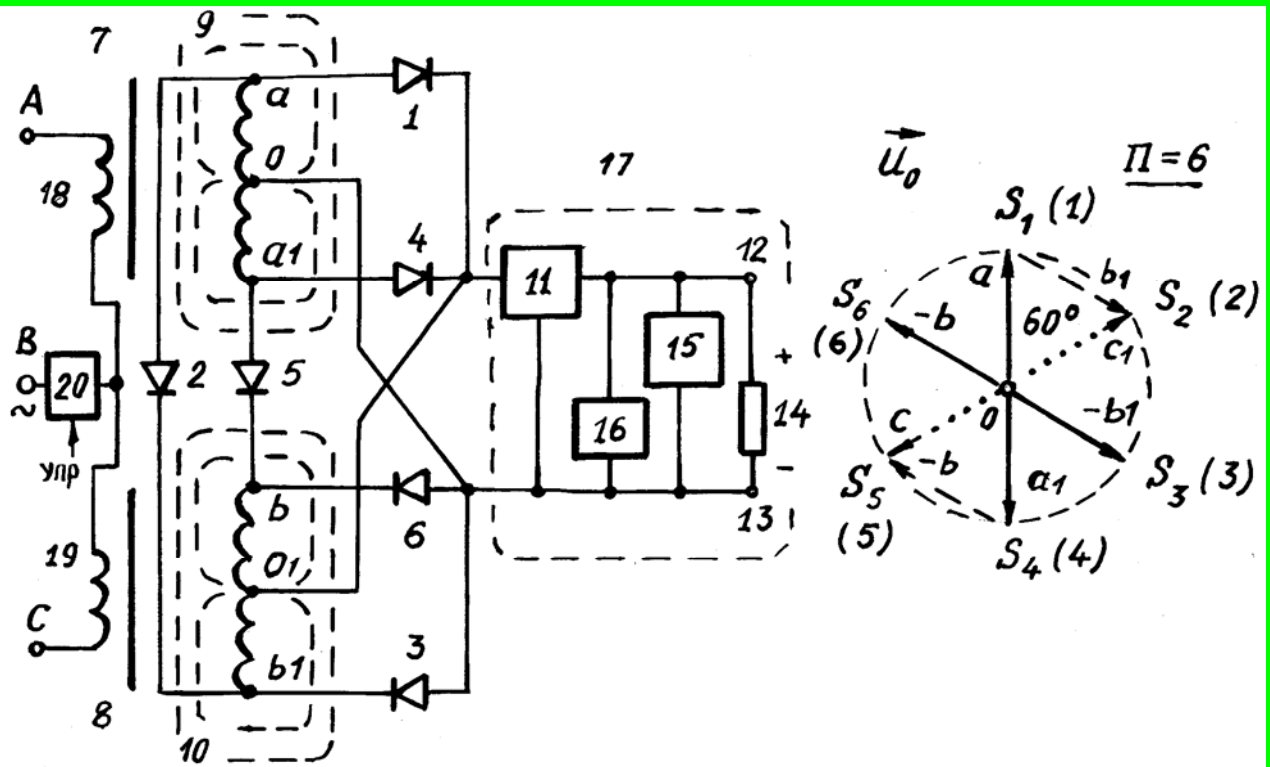 7
9
A
a
1
O
18
17
a1
4
12
11
15
B
20
~
2
5
+
14
16
упр
b
6
-
13
19
O1
C
3
b1
8
10
U₀
П = 6
S₁ (1)
a
b1
S₂ (2)
S₆
(6)
-b
60°
c1
c
O
-b1
-b
a1
S₃ (3)
S₅
(5)
S₄ (4)